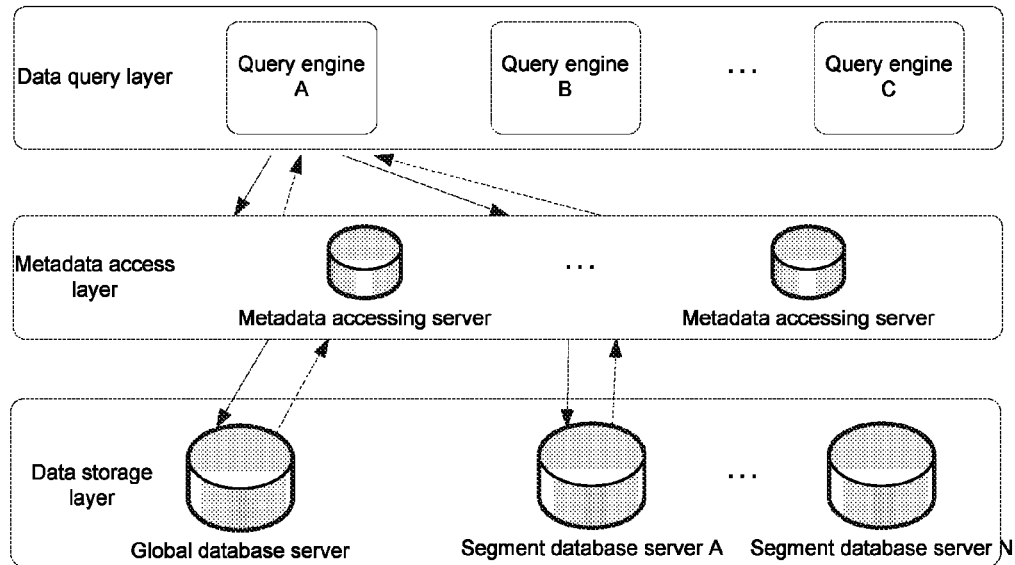 Data query layer
Query engine
A
Query engine
B
...
Query engine
C
Metadata access
layer
...
Metadata accessing server
Metadata accessing server
Data storage
layer
...
Global database server
Segment database server A
Segment database server N